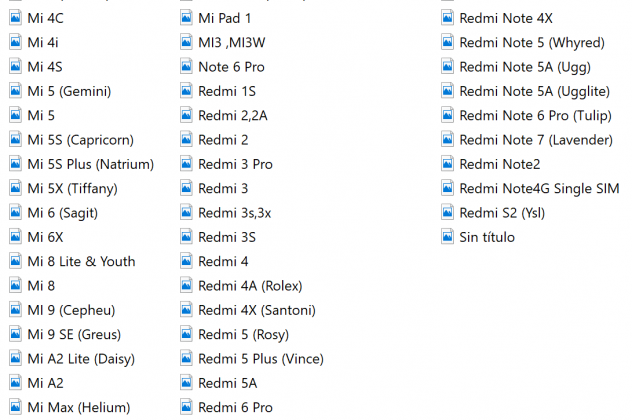 Mi 4C
Mi 4i
Mi 4S
Mi 5 (Gemini)
Mi 5
Mi 5S (Capricorn)
Mi 5S Plus (Natrium)
Mi 5X (Tiffany)
Mi 6 (Sagit)
Mi 6X
Mi 8 Lite & Youth
Mi 8
MI 9 (Cepheu)
Mi 9 SE (Greus)
Mi A2 Lite (Daisy)
Mi A2
Mi Max (Helium)
Mi Pad 1
MI3 ,MI3W
Note 6 Pro
Redmi 1S
Redmi 2,2A
Redmi 2
Redmi 3 Pro
Redmi 3
Redmi 3s,3x
Redmi 3S
Redmi 4
Redmi 4A (Rolex)
Redmi 4X (Santoni)
Redmi 5 (Rosy)
Redmi 5 Plus (Vince)
Redmi 5A
Redmi 6 Pro
Redmi Note 4X
Redmi Note 5 (Whyred)
Redmi Note 5A (Ugg)
Redmi Note 5A (Ugglite)
Redmi Note 6 Pro (Tulip)
Redmi Note 7 (Lavender)
Redmi Note2
Redmi Note4G Single SIM
Redmi S2 (Ysl)
Sin título